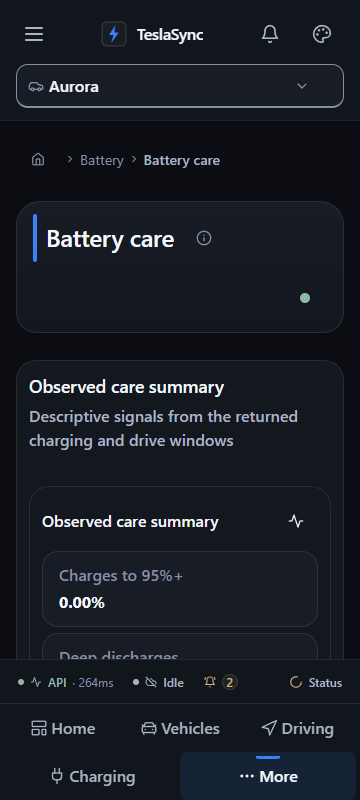 TeslaSync
Aurora
Battery
Battery care
Battery care
Observed care summary
Descriptive signals from the returned
charging and drive windows
Observed care summary
Charges to 95%+
0.00%
Deep discharges
API · 264ms
Idle
2
Status
Home
Vehicles
Driving
Charging
More